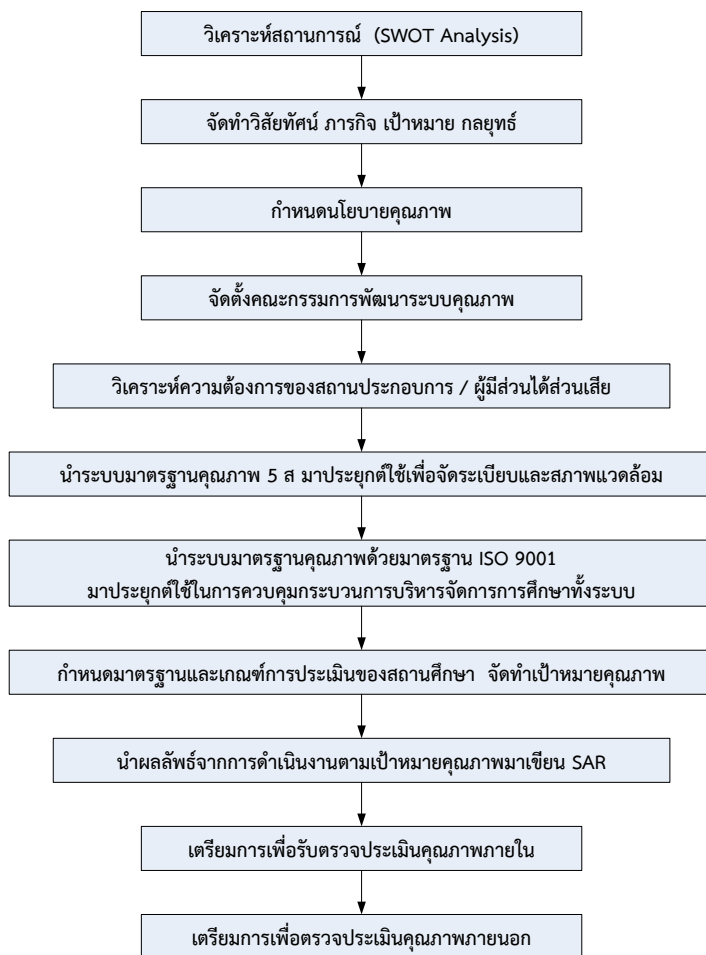 วิเคราะห์สถานการณ์ (SWOT Analysis)
จัดทำวิสัยทัศน์ ภารกิจ เป้าหมาย กลยุทธ์
กำหนดนโยบายคุณภาพ
จัดตั้งคณะกรรมการพัฒนาระบบคุณภาพ
วิเคราะห์ความต้องการของสถานประกอบการ / ผู้มีส่วนได้ส่วนเสีย
นำระบบมาตรฐานคุณภาพ 5 ส มาประยุกต์ใช้เพื่อจัดระเบียบและสภาพแวดล้อม
นำระบบมาตรฐานคุณภาพด้วยมาตรฐาน ISO 9001
มาประยุกต์ใช้ในการควบคุมกระบวนการบริหารจัดการการศึกษาทั้งระบบ
กำหนดมาตรฐานและเกณฑ์การประเมินของสถานศึกษา จัดทำเป้าหมายคุณภาพ
นำผลลัพธ์จากการดำเนินงานตามเป้าหมายคุณภาพมาเขียน SAR
เตรียมการเพื่อรับตรวจประเมินคุณภาพภายใน
เตรียมการเพื่อตรวจประเมินคุณภาพภายนอก